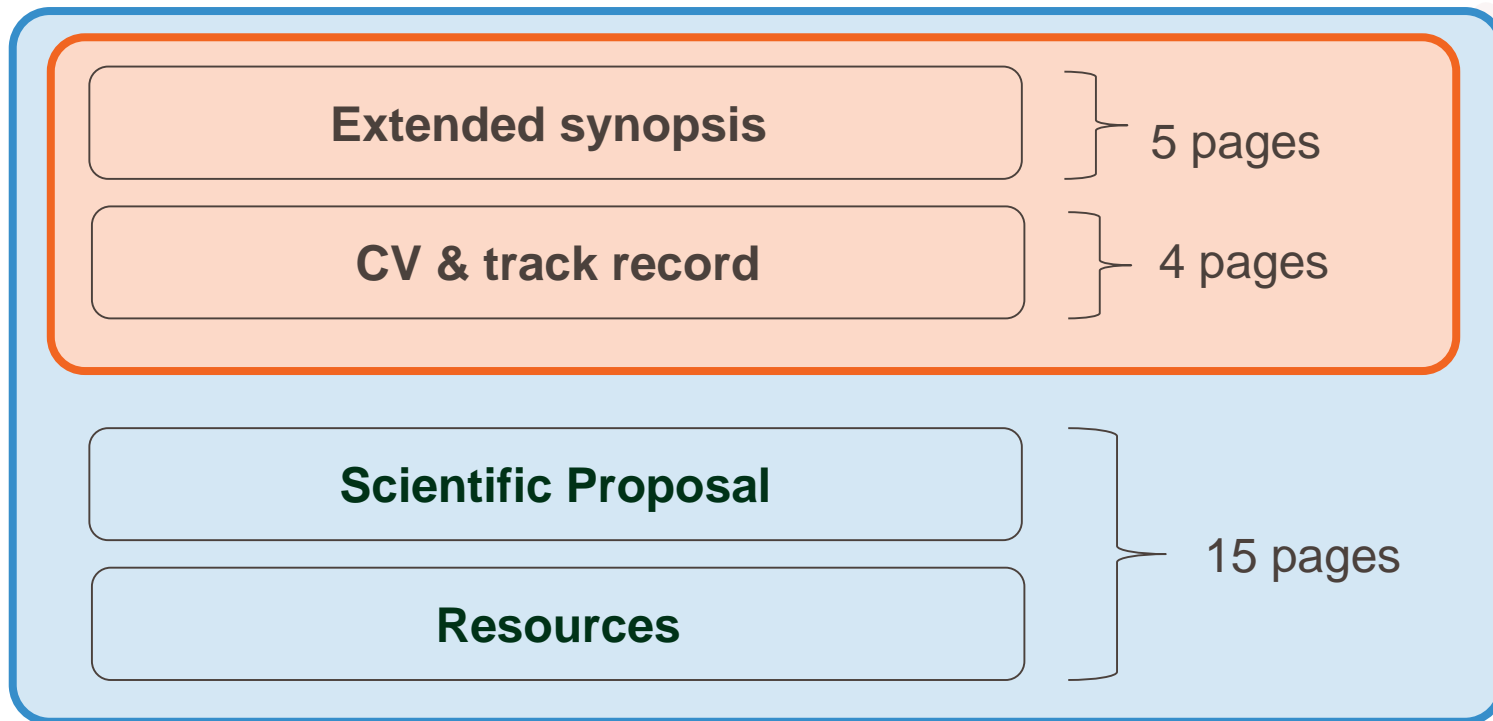 Extended synopsis
5 pages
CV & track record
4 pages
Scientific Proposal
15 pages
Resources